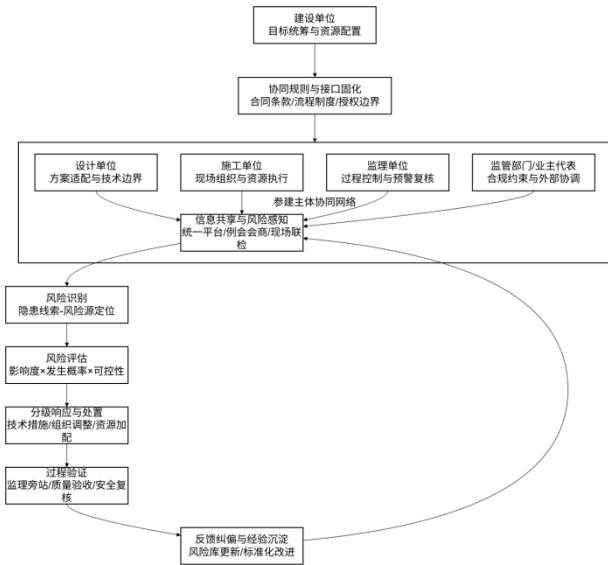 建设单位
目标统筹与资源配置
协同规则与接口固化
合同条款/流程制度/授权边界
设计单位
方案适配与技术边界
施工单位
现场组织与资源执行
监理单位
过程控制与预警复核
监管部门/业主代表
合规约束与外部协调
参建主体协同网络
信息共享与风险感知
统一平台/例会会商/现场联
检
风险识别
隐患线索-风险源定位
风险评估
影响度×发生概率×可控性
分级响应与处置
技术措施/组织调整/资源加
配
过程验证
监理旁站/质量验收/安全复
核
反馈纠偏与经验沉淀
风险库更新/标准化改进